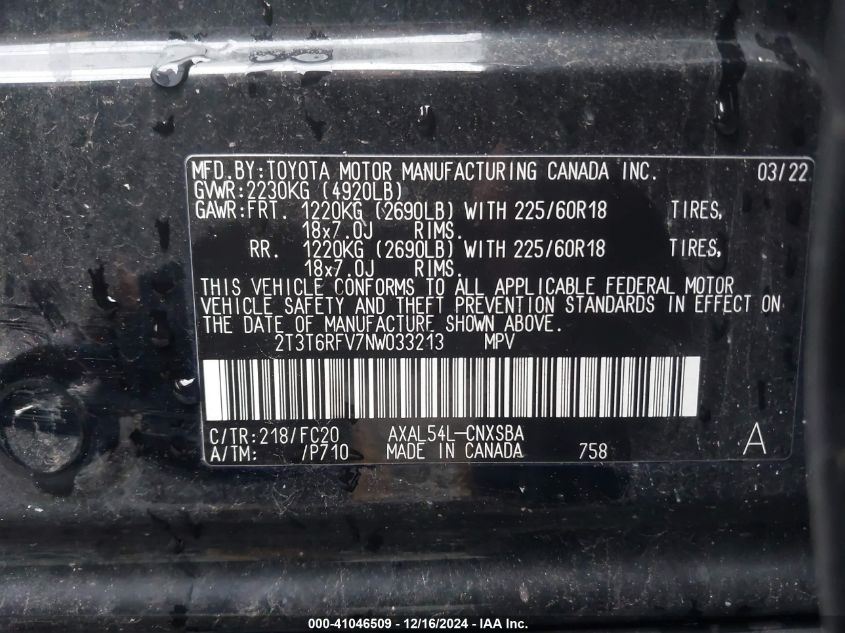 MFD.BY:TOYOTA MOTOR MANUFACTURING CANADA INC. 03/22
GVWR:2230KG (4920LB)
GAWR:FRT. 1220KG (2690LB) WITH 225/60R18 TIRES,
18x7.0J RIMS.
RR. 1220KG (2690LB) WITH 225/60R18 TIRES,
18x7.0J RIMS.
THIS VEHICLE CONFORMS TO ALL APPLICABLE FEDERAL MOTOR
VEHICLE SAFETY AND THEFT PREVENTION STANDARDS IN EFFECT ON
THE DATE OF MANUFACTURE SHOWN ABOVE.
2T3T6RFV7NW033213 MPV
C/TR:218/FC20 AXAL54L-CNXSBA
A/TM: /P710 MADE IN CANADA 758 A
000-41046509 - 12/16/2024 - IAA Inc.